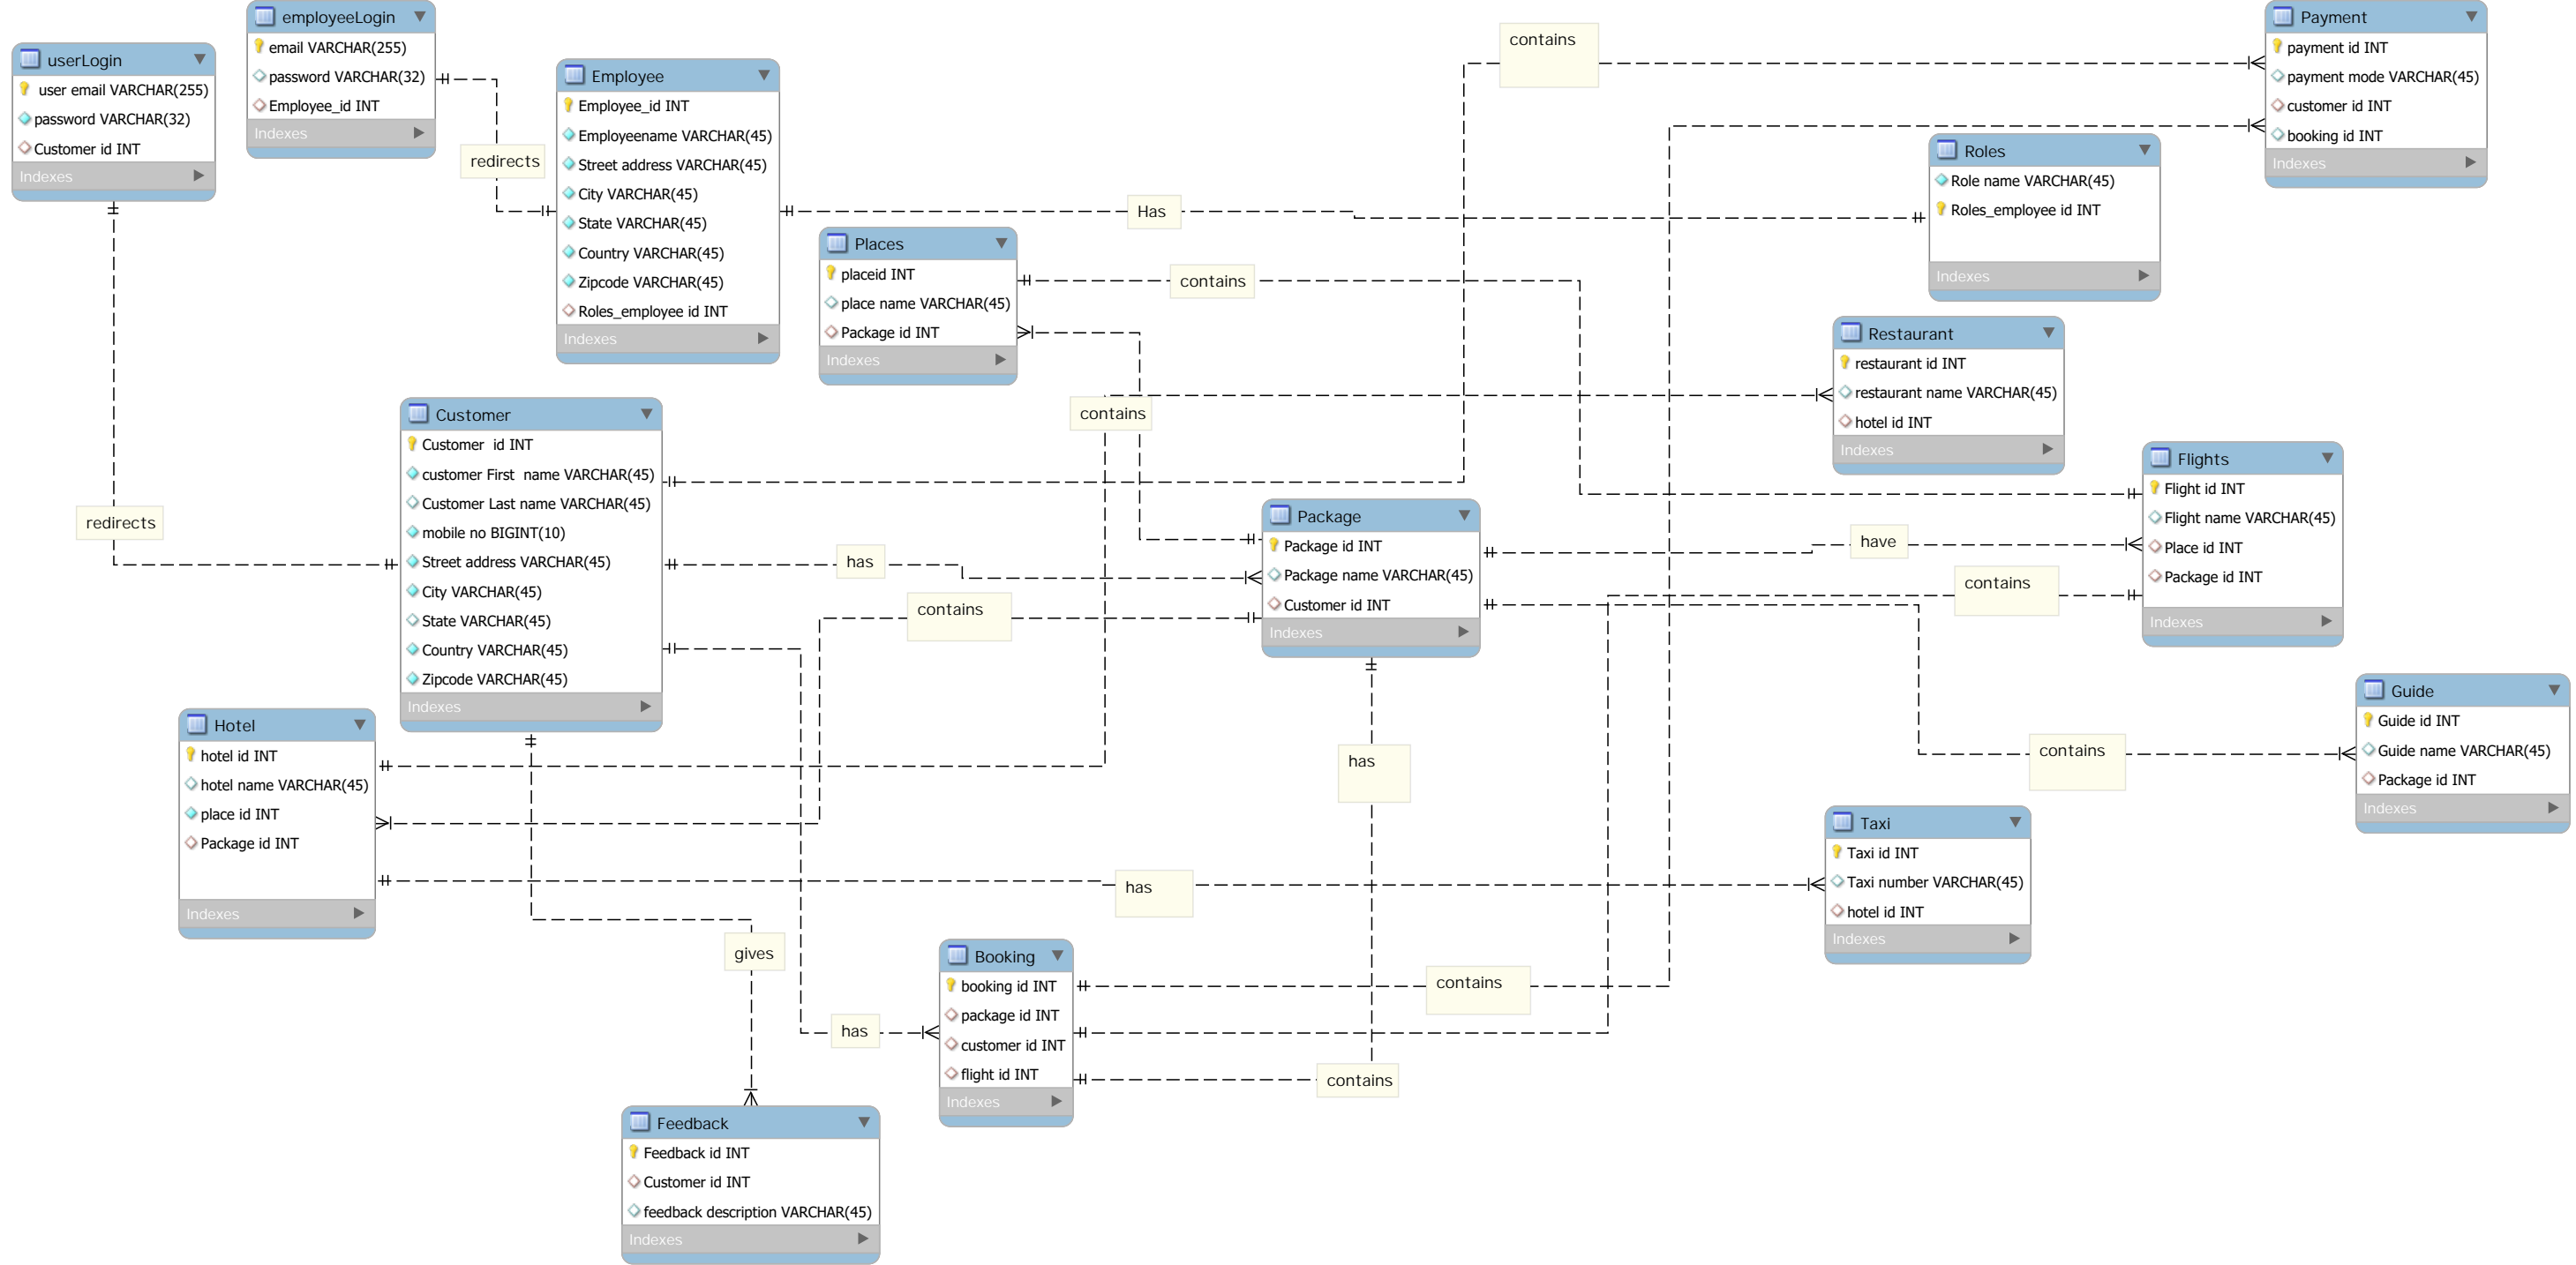 employeeLogin
email VARCHAR(255)
password VARCHAR(32)
Employee_id INT
Indexes
userLogin
user email VARCHAR(255)
password VARCHAR(32)
Customer id INT
Indexes
redirects
Employee
Employee_id INT
Employeename VARCHAR(45)
Street address VARCHAR(45)
City VARCHAR(45)
State VARCHAR(45)
Country VARCHAR(45)
Zipcode VARCHAR(45)
Roles_employee id INT
Indexes
contains
Payment
payment id INT
payment mode VARCHAR(45)
customer id INT
booking id INT
Indexes
Has
Roles
Role name VARCHAR(45)
Roles_employee id INT
Indexes
Places
placeid INT
place name VARCHAR(45)
Package id INT
Indexes
contains
Restaurant
restaurant id INT
restaurant name VARCHAR(45)
hotel id INT
Indexes
contains
Customer
Customer  id INT
customer First  name VARCHAR(45)
Customer Last name VARCHAR(45)
mobile no BIGINT(10)
Street address VARCHAR(45)
City VARCHAR(45)
State VARCHAR(45)
Country VARCHAR(45)
Zipcode VARCHAR(45)
Indexes
redirects
has
contains
Package
Package id INT
Package name VARCHAR(45)
Customer id INT
Indexes
have
contains
Flights
Flight id INT
Flight name VARCHAR(45)
Place id INT
Package id INT
Indexes
Hotel
hotel id INT
hotel name VARCHAR(45)
place id INT
Package id INT
Indexes
has
contains
Guide
Guide id INT
Guide name VARCHAR(45)
Package id INT
Indexes
has
Taxi
Taxi id INT
Taxi number VARCHAR(45)
hotel id INT
Indexes
gives
has
Booking
booking id INT
package id INT
customer id INT
flight id INT
Indexes
contains
contains
Feedback
Feedback id INT
Customer id INT
feedback description VARCHAR(45)
Indexes